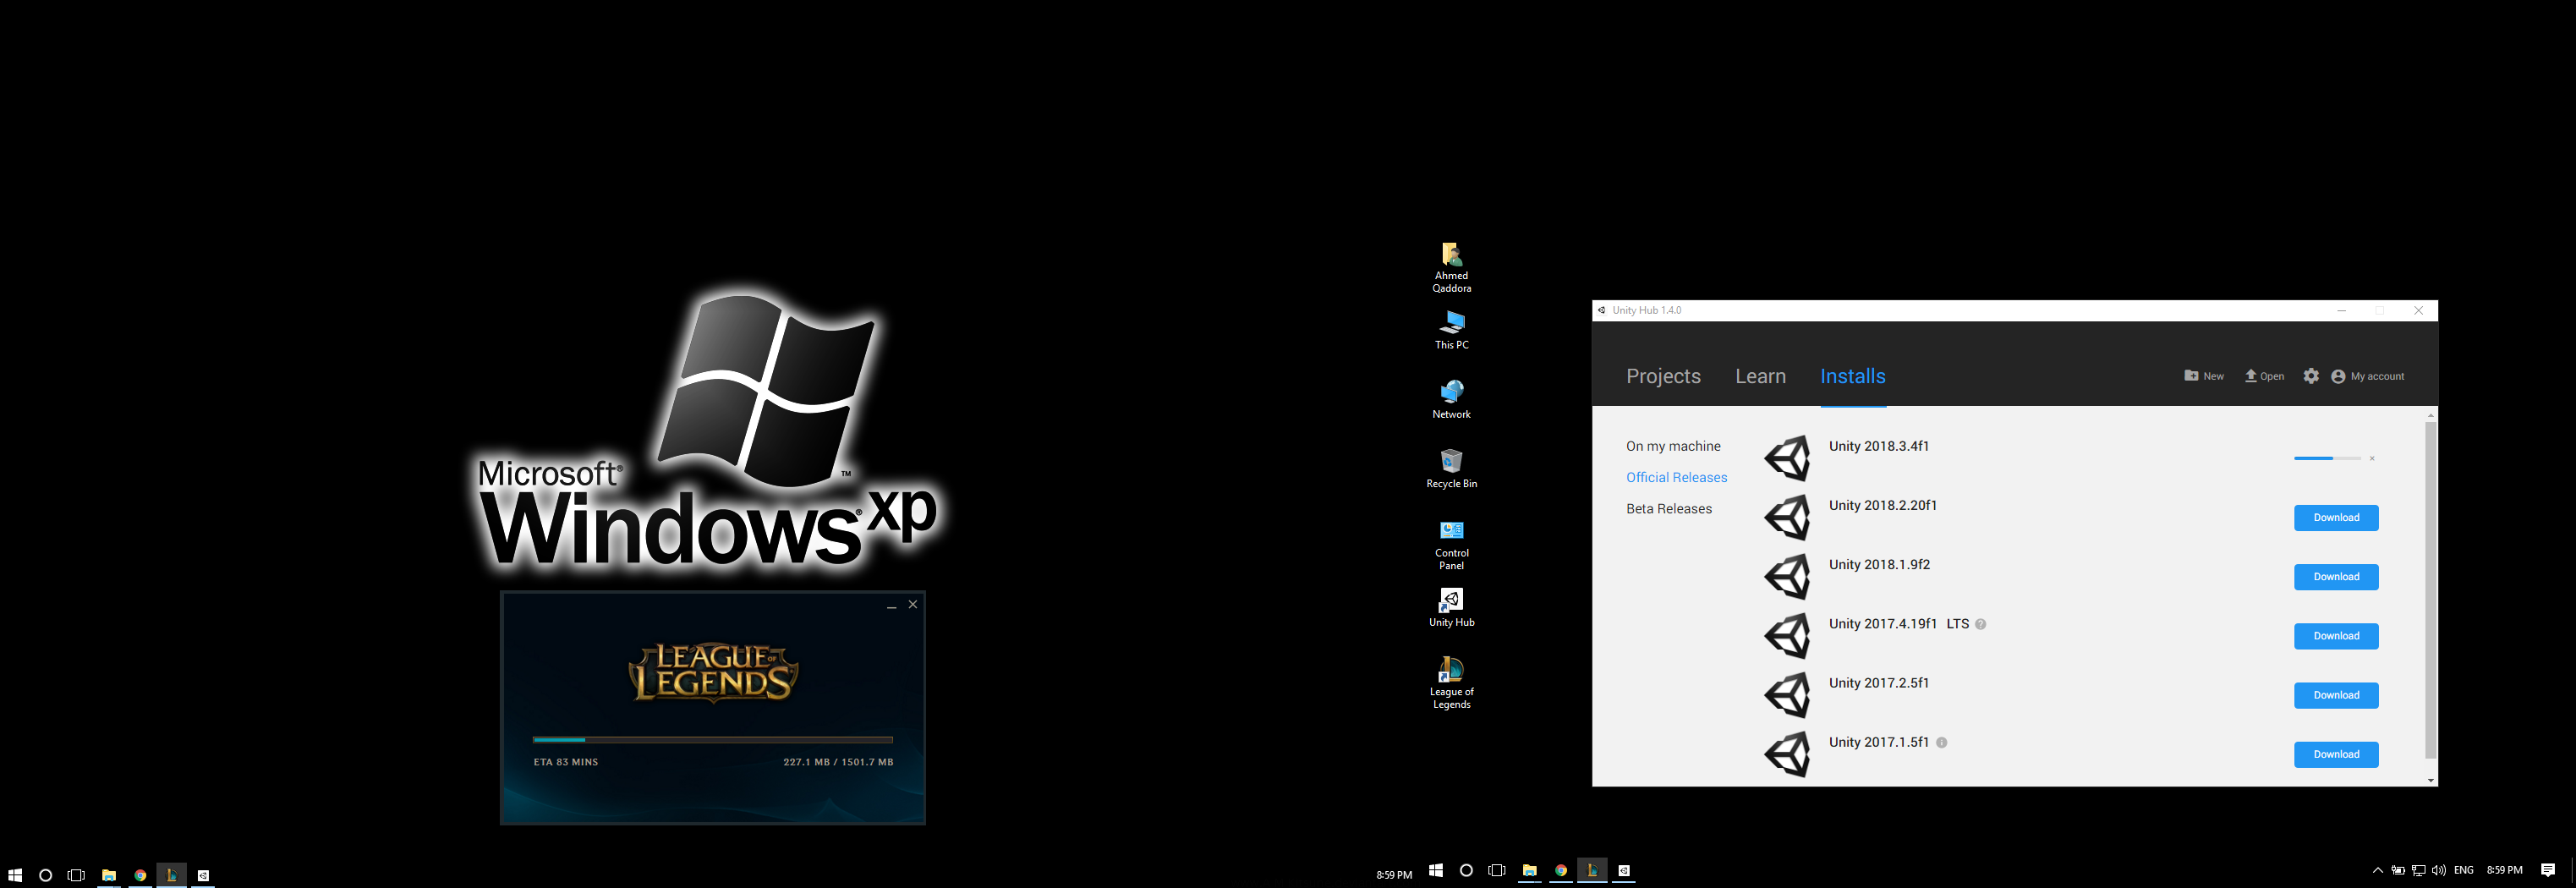 Microsoft®
Windows® xp
™
LEAGUE OF
LEGENDS
ETA 83 MINS
227.1 MB / 1501.7 MB
8:59 PM
Ahmed
Qaddora
This PC
Network
Recycle Bin
Control
Panel
Unity Hub
League of
Legends
Unity Hub 1.4.0
Projects
Learn
Installs
New
Open
My account
On my machine
Official Releases
Beta Releases
Unity 2018.3.4f1
Unity 2018.2.20f1
Download
Unity 2018.1.9f2
Download
Unity 2017.4.19f1 LTS ?
Download
Unity 2017.2.5f1
Download
Unity 2017.1.5f1
Download
ENG
8:59 PM